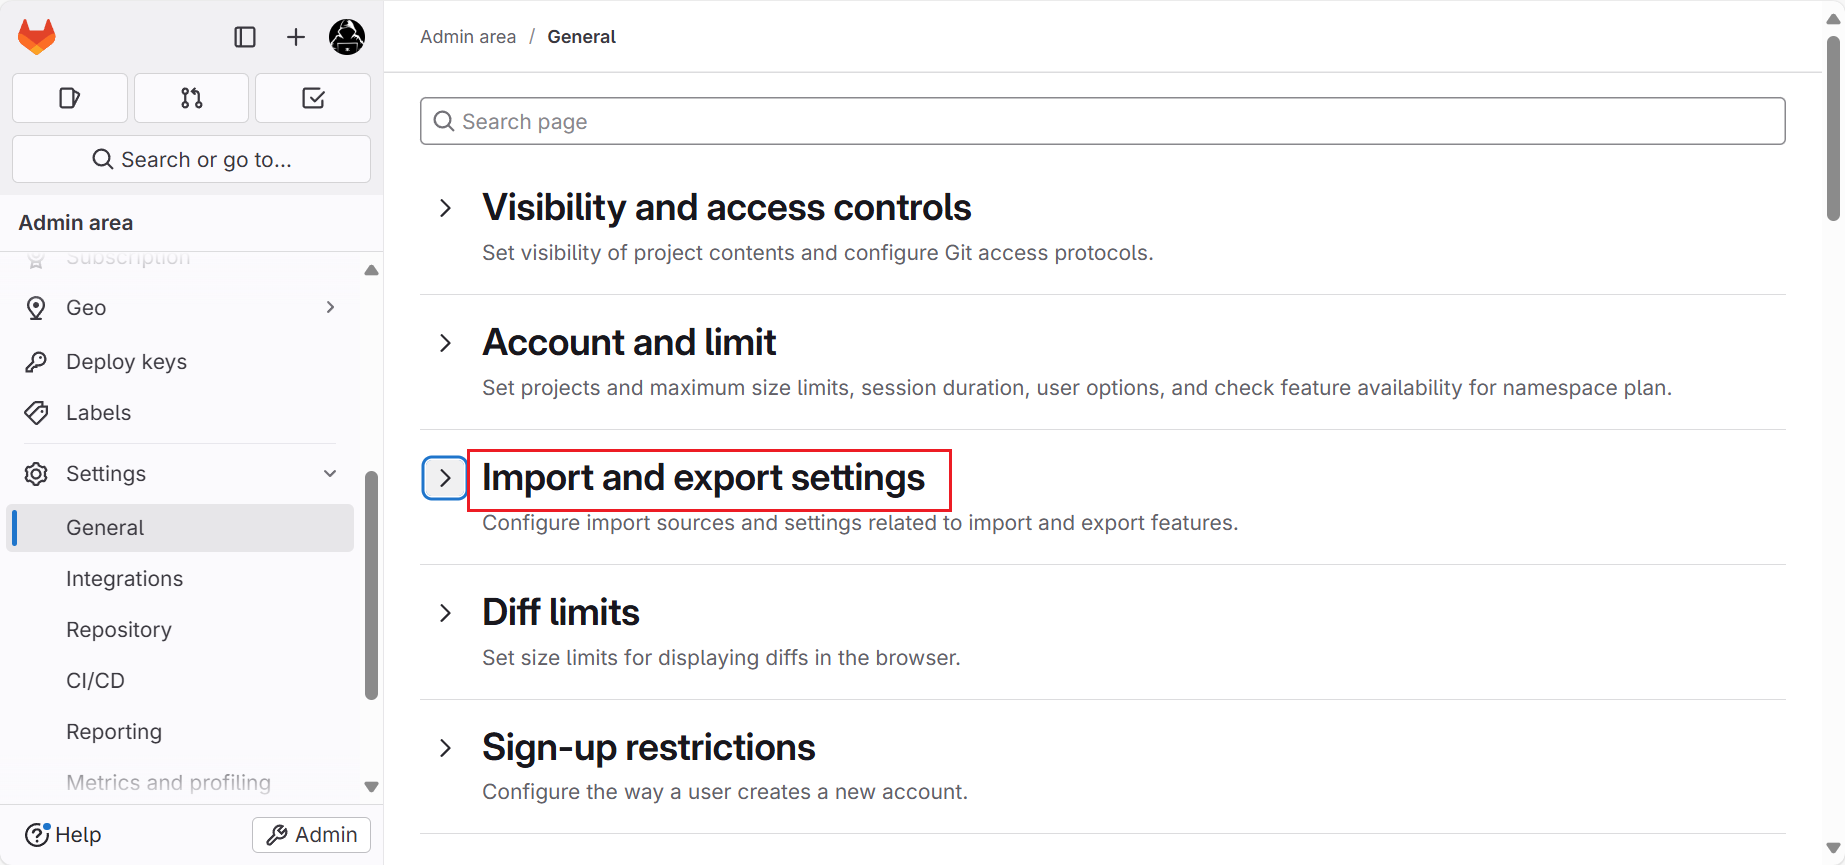 Search or go to...
Admin area
Subscription
Geo
Deploy keys
Labels
Settings
General
Integrations
Repository
CI/CD
Reporting
Metrics and profiling
Help
Admin
Admin area / General
Search page
Visibility and access controls
Set visibility of project contents and configure Git access protocols.
Account and limit
Set projects and maximum size limits, session duration, user options, and check feature availability for namespace plan.
Import and export settings
Configure import sources and settings related to import and export features.
Diff limits
Set size limits for displaying diffs in the browser.
Sign-up restrictions
Configure the way a user creates a new account.